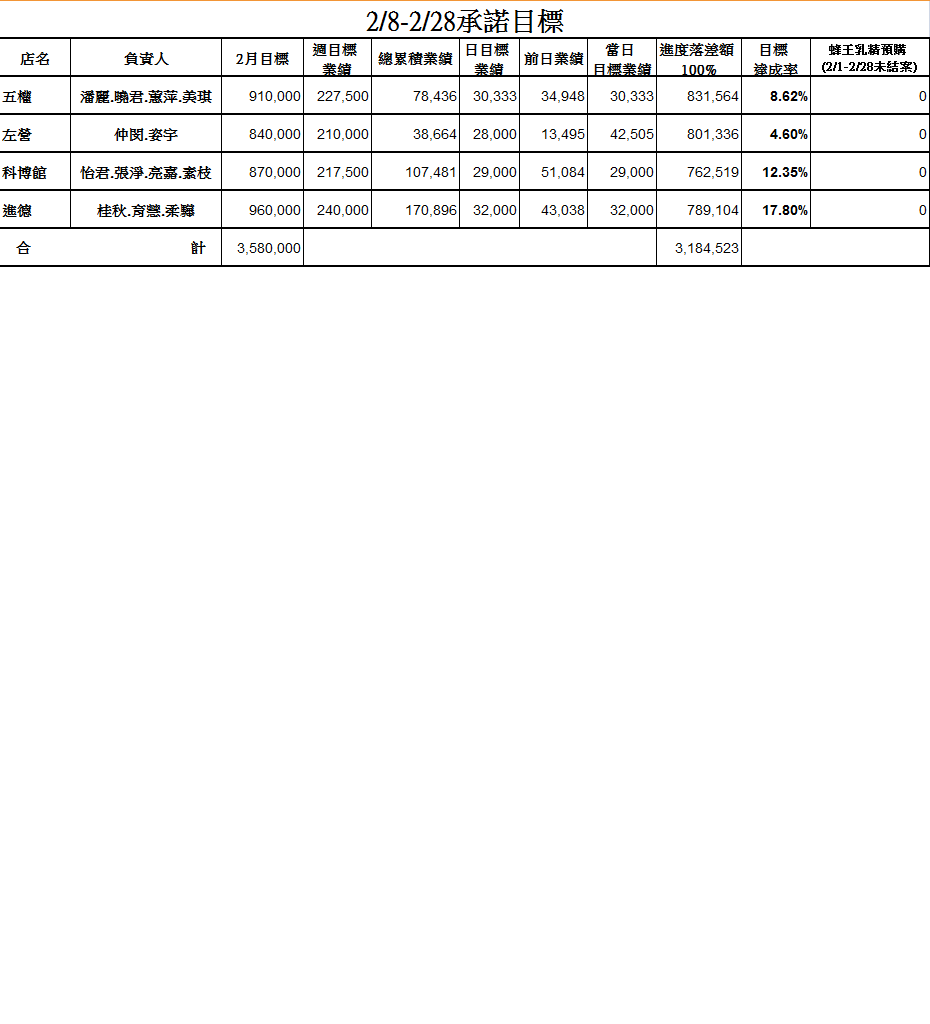 2/8-2/28承諾目標
店名 負責人 2月目標 週目標業績 總累積業績 日目標業績 前日業績 當日目標業績 進度落差額100% 目標達成率 蜂王乳精預購(2/1-2/28未結案)
五權 潘麗.曉君.蕙萍.美琪 910,000 227,500 78,436 30,333 34,948 30,333 831,564 8.62% 0
左營 仲閔.姿宇 840,000 210,000 38,664 28,000 13,495 42,505 801,336 4.60% 0
科博館 怡君.張淨.亮嘉.素枝 870,000 217,500 107,481 29,000 51,084 29,000 762,519 12.35% 0
進德 桂秋.育慧.柔驊 960,000 240,000 170,896 32,000 43,038 32,000 789,104 17.80% 0
合 計 3,580,000 3,184,523